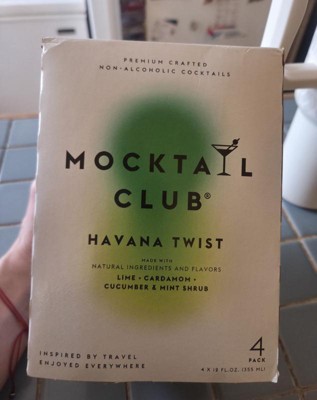 PREMIUM CRAFTED
NON-ALCOHOLIC COCKTAILS
MOCKTAIL
CLUB®
HAVANA TWIST
MADE WITH
NATURAL INGREDIENTS AND FLAVORS
LIME - CARDAMOM -
CUCUMBER & MINT SHRUB
INSPIRED BY TRAVEL
ENJOYED EVERYWHERE
4
PACK
4 X 12 FL.OZ. (355 ML)